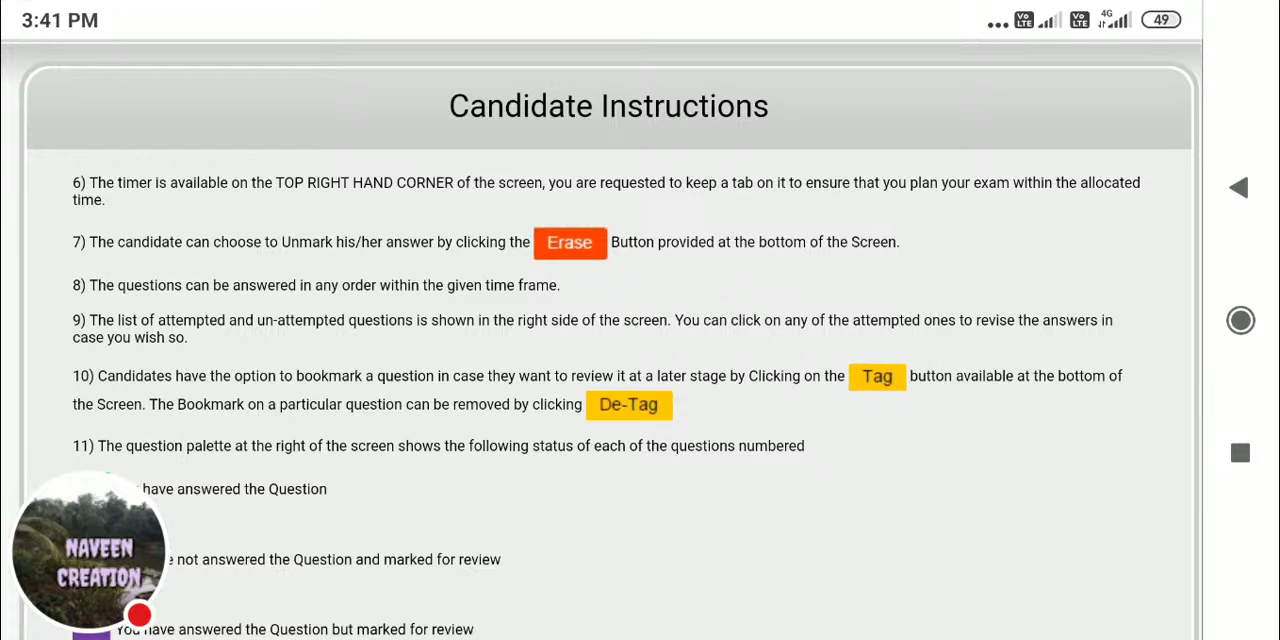 3:41 PM
Vo LTE
Vo LTE
4G
49
Candidate Instructions
6) The timer is available on the TOP RIGHT HAND CORNER of the screen, you are requested to keep a tab on it to ensure that you plan your exam within the allocated
time.
7) The candidate can choose to Unmark his/her answer by clicking the Erase Button provided at the bottom of the Screen.
8) The questions can be answered in any order within the given time frame.
9) The list of attempted and un-attempted questions is shown in the right side of the screen. You can click on any of the attempted ones to revise the answers in
case you wish so.
10) Candidates have the option to bookmark a question in case they want to review it at a later stage by Clicking on the Tag button available at the bottom of
the Screen. The Bookmark on a particular question can be removed by clicking De-Tag
11) The question palette at the right of the screen shows the following status of each of the questions numbered
have answered the Question
not answered the Question and marked for review
You have answered the Question but marked for review
NAVEEN
CREATION